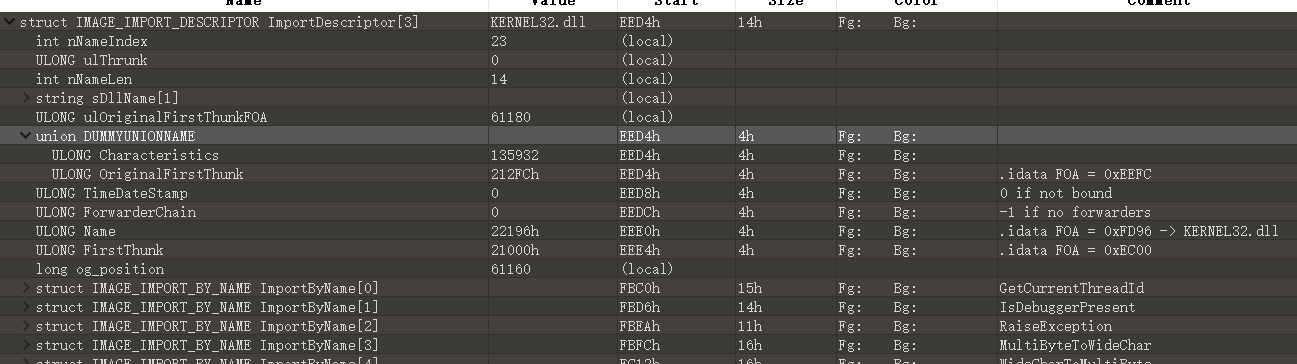 Name Value Start Size Color Comment
struct IMAGE_IMPORT_DESCRIPTOR ImportDescriptor[3] KERNEL32.dll EED4h 14h Fg: Bg:
int nNameIndex 23 (local)
ULONG ulThrunk 0 (local)
int nNameLen 14 (local)
string sDllName[1] (local)
ULONG ulOriginalFirstThunkFOA 61180 (local)
union DUMMYUNIONNAME EED4h 4h Fg: Bg:
ULONG Characteristics 135932 EED4h 4h Fg: Bg:
ULONG OriginalFirstThunk 212FCh EED4h 4h Fg: Bg: .idata FOA = 0xEEFC
ULONG TimeDateStamp 0 EED8h 4h Fg: Bg: 0 if not bound
ULONG ForwarderChain 0 EEDCh 4h Fg: Bg: -1 if no forwarders
ULONG Name 22196h EEE0h 4h Fg: Bg: .idata FOA = 0xFD96 -> KERNEL32.dll
ULONG FirstThunk 21000h EEE4h 4h Fg: Bg: .idata FOA = 0xEC00
long og_position 61160 (local)
struct IMAGE_IMPORT_BY_NAME ImportByName[0] FBC0h 15h Fg: Bg: GetCurrentThreadId
struct IMAGE_IMPORT_BY_NAME ImportByName[1] FBD6h 14h Fg: Bg: IsDebuggerPresent
struct IMAGE_IMPORT_BY_NAME ImportByName[2] FBEAh 11h Fg: Bg: RaiseException
struct IMAGE_IMPORT_BY_NAME ImportByName[3] FBFCh 16h Fg: Bg: MultiByteToWideChar
struct IMAGE_IMPORT_BY_NAME ImportByName[4] FC12h 16h Fg: Bg: WideCharToMultiByte